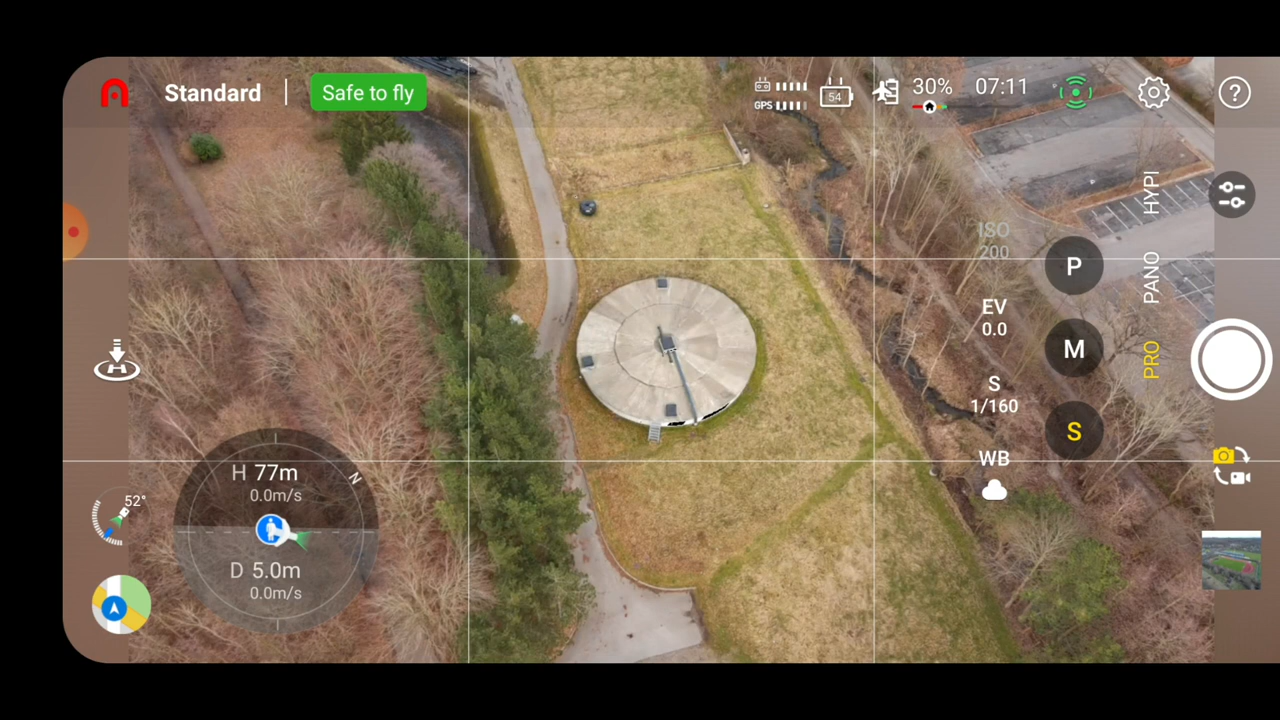 Standard
Safe to fly
GPS
54
30%
07:11
?
HYPI
PANO
PRO
ISO
200
EV
0.0
S
1/160
WB
P
M
S
H 77m
0.0m/s
N
D 5.0m
0.0m/s
52°